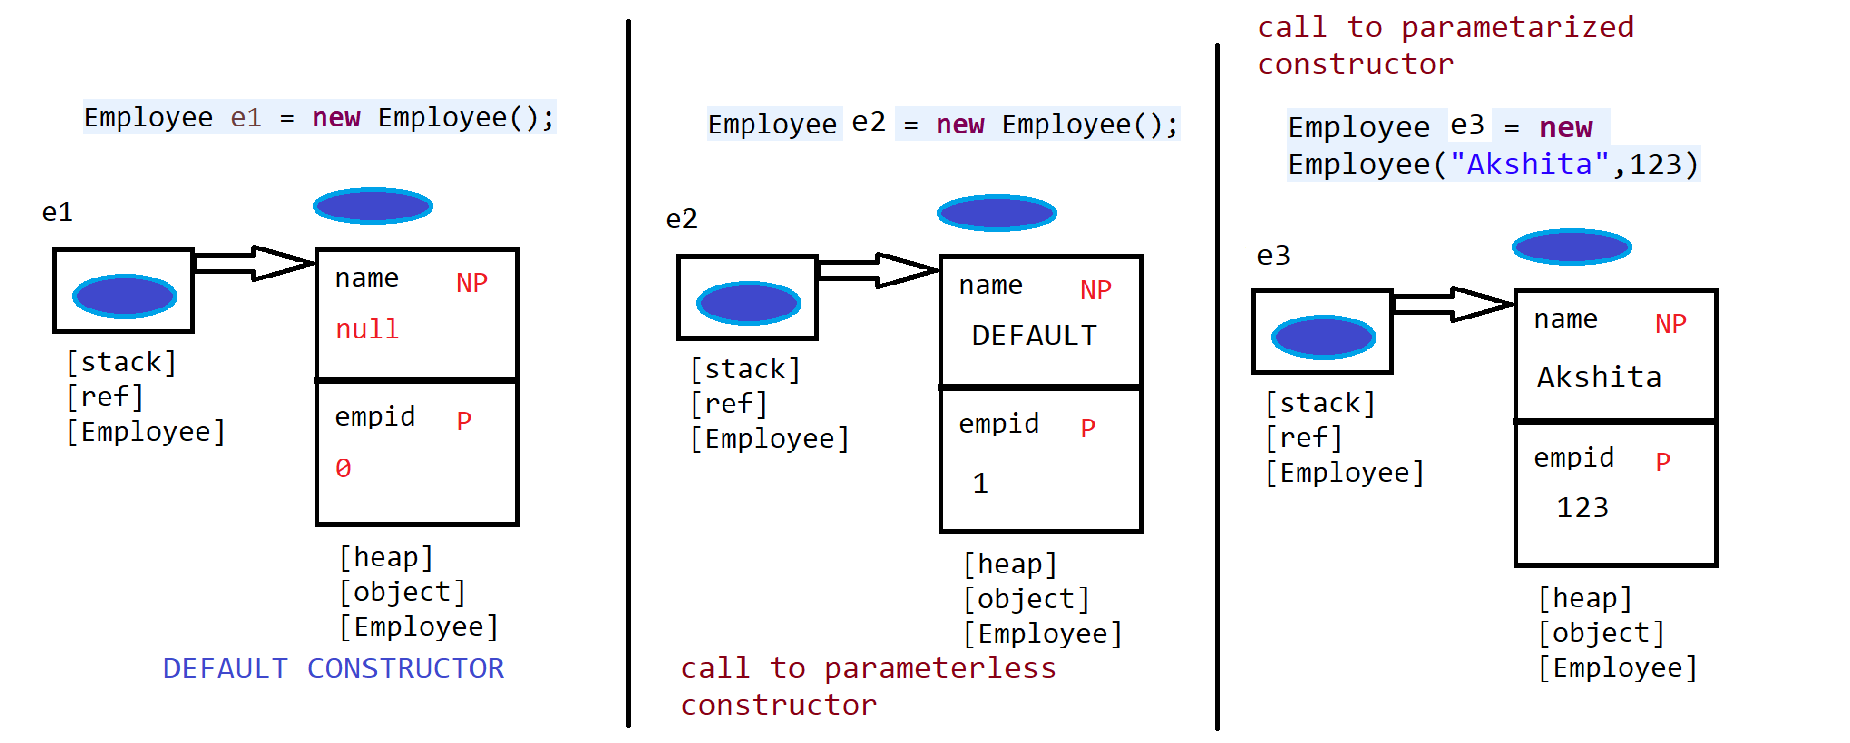 Employee e1 = new Employee();
e1
name NP
null
empid P
0
[stack]
[ref]
[Employee]
[heap]
[object]
[Employee]
DEFAULT CONSTRUCTOR
Employee e2 = new Employee();
e2
name NP
DEFAULT
empid P
1
[stack]
[ref]
[Employee]
[heap]
[object]
[Employee]
call to parameterless
constructor
call to parametarized
constructor
Employee e3 = new
Employee("Akshita",123)
e3
name NP
Akshita
empid P
123
[stack]
[ref]
[Employee]
[heap]
[object]
[Employee]